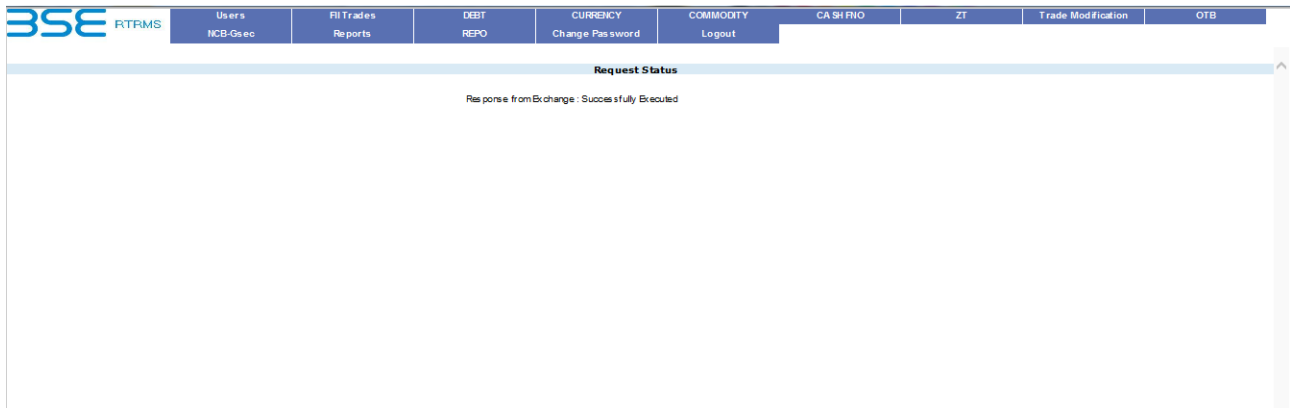 BSE RTRMS
Users FII Trades DEBT CURRENCY COMMODITY CASH FNO ZT Trade Modification OTB
NCB-Gsec Reports REPO Change Password Logout
Request Status
Response from Exchange : Successfully Executed